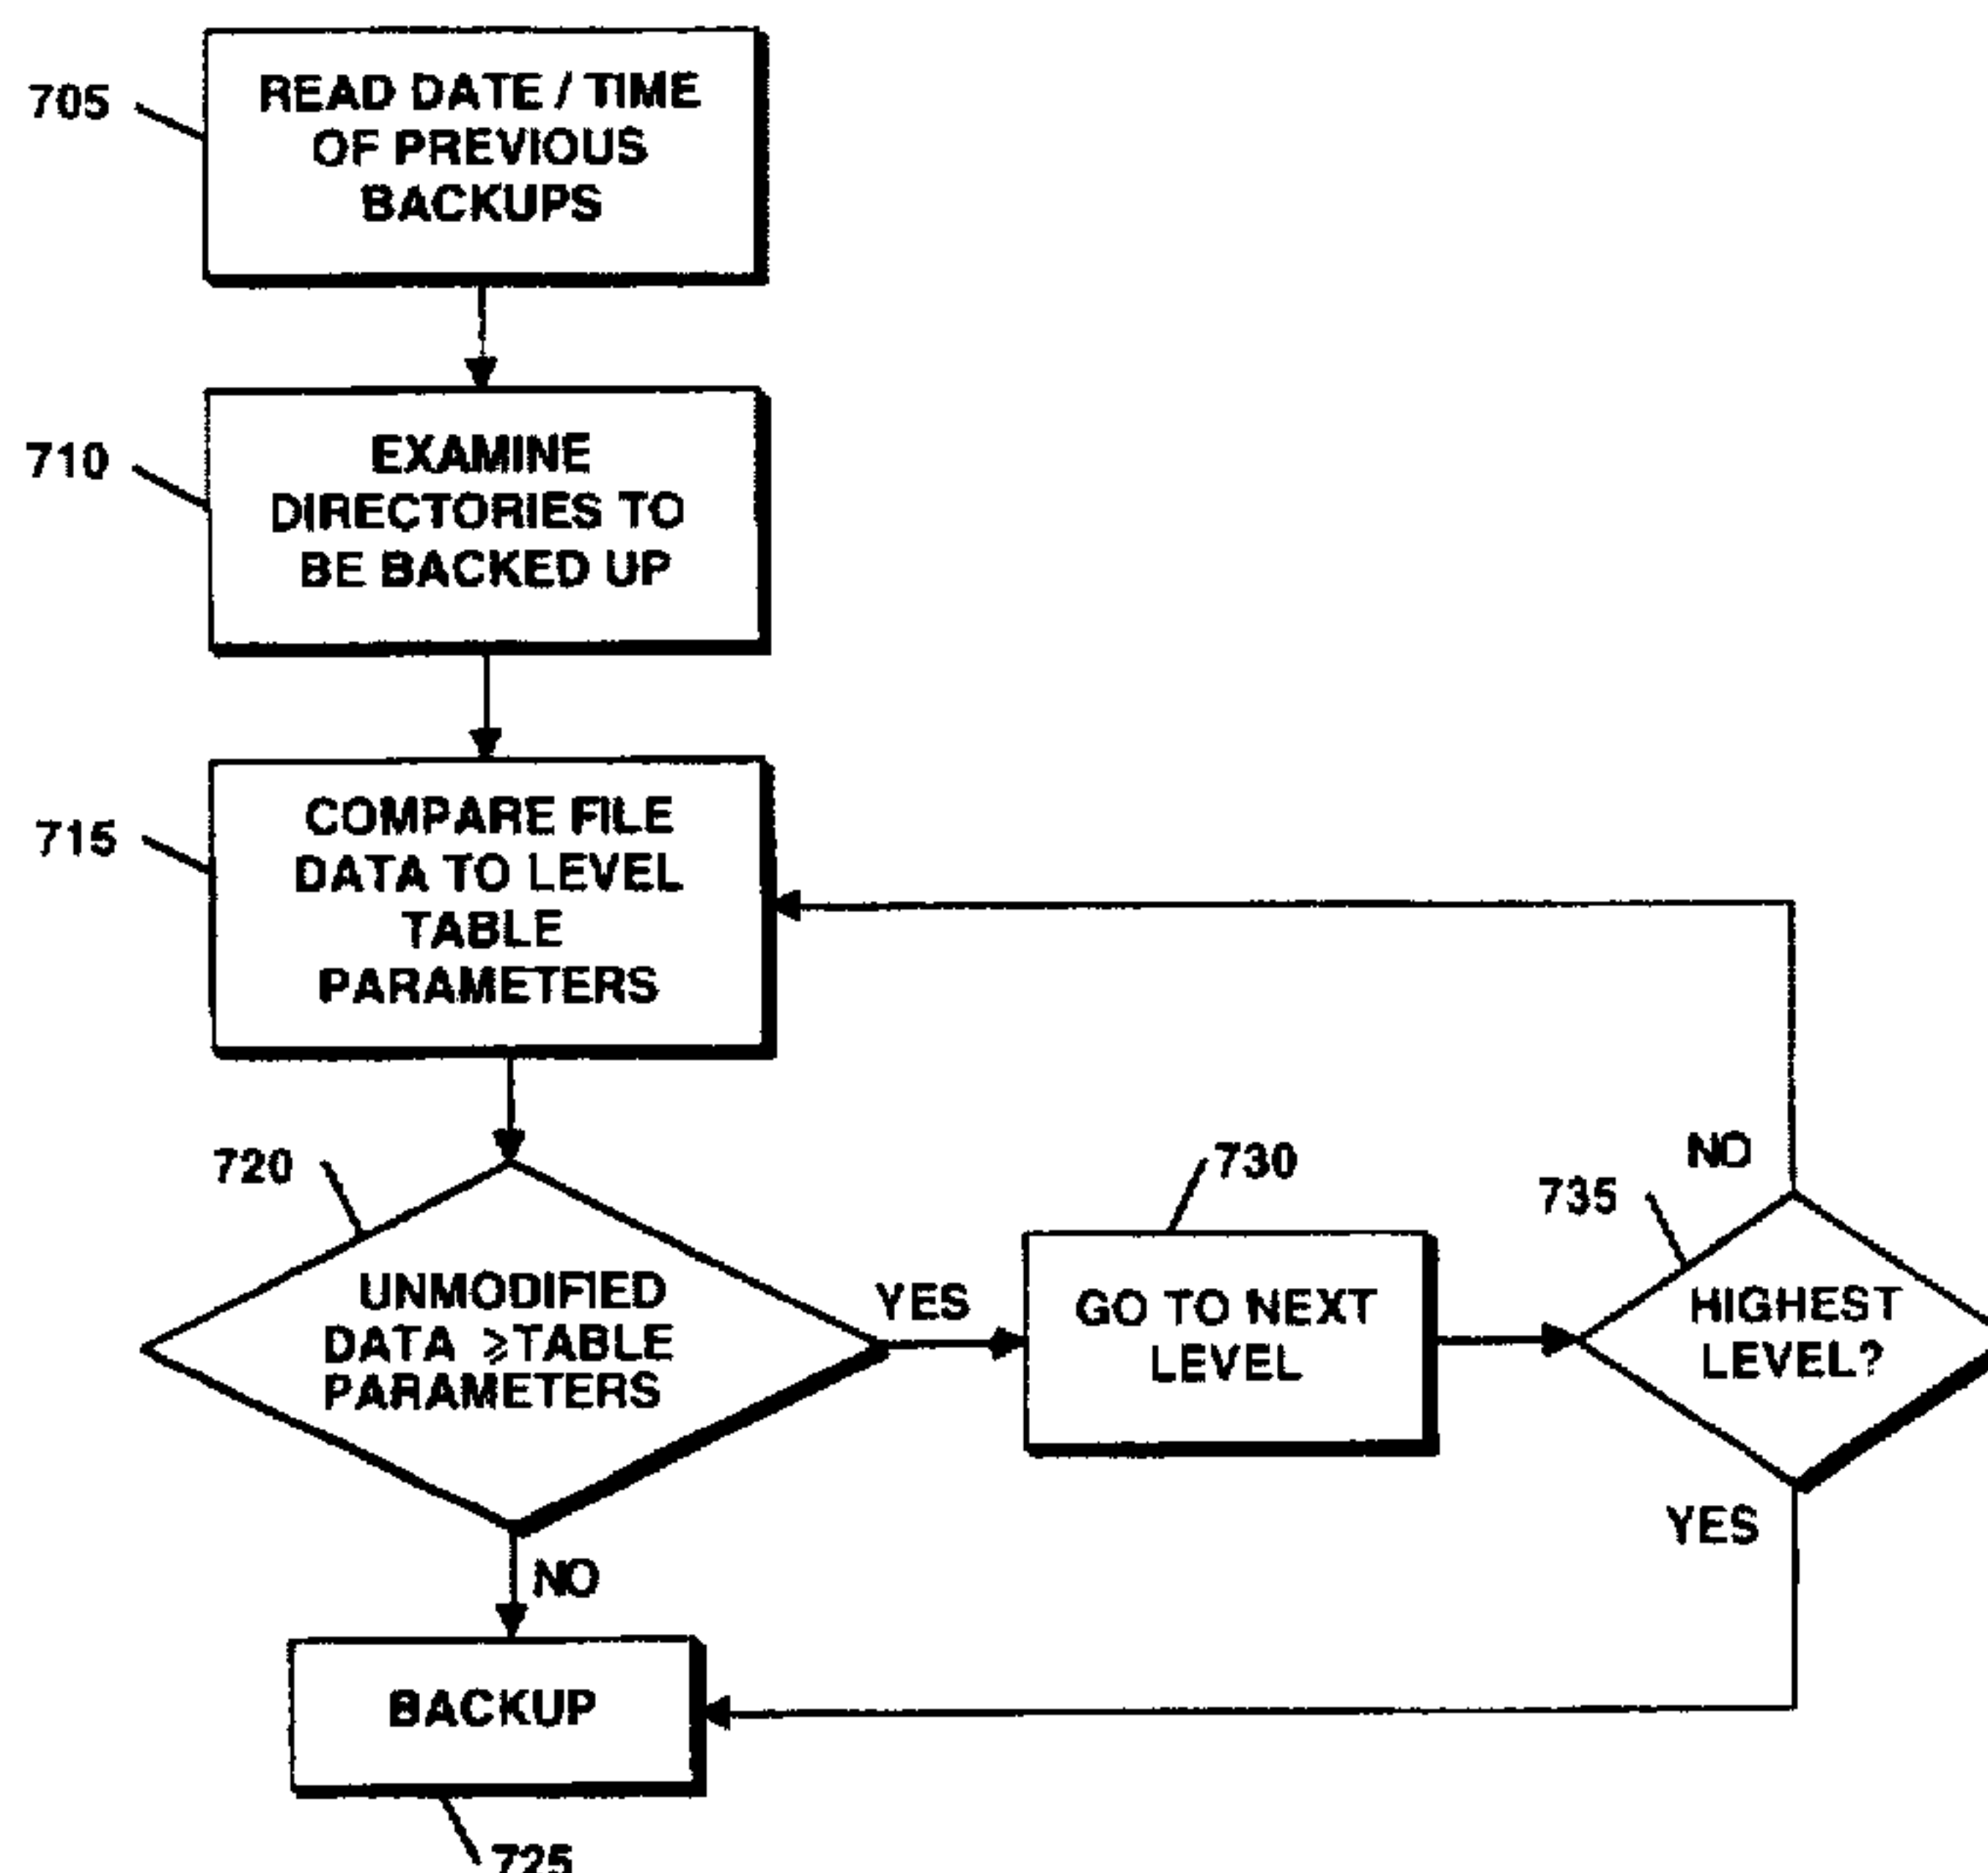 705
READ DATE / TIME
OF PREVIOUS
BACKUPS
710
EXAMINE
DIRECTORIES TO
BE BACKED UP
715
COMPARE FILE
DATA TO LEVEL
TABLE
PARAMETERS
720
UNMODIFIED
DATA ⩾TABLE
PARAMETERS
YES
730
GO TO NEXT
LEVEL
735
NO
HIGHEST
LEVEL?
YES
NO
BACKUP
725